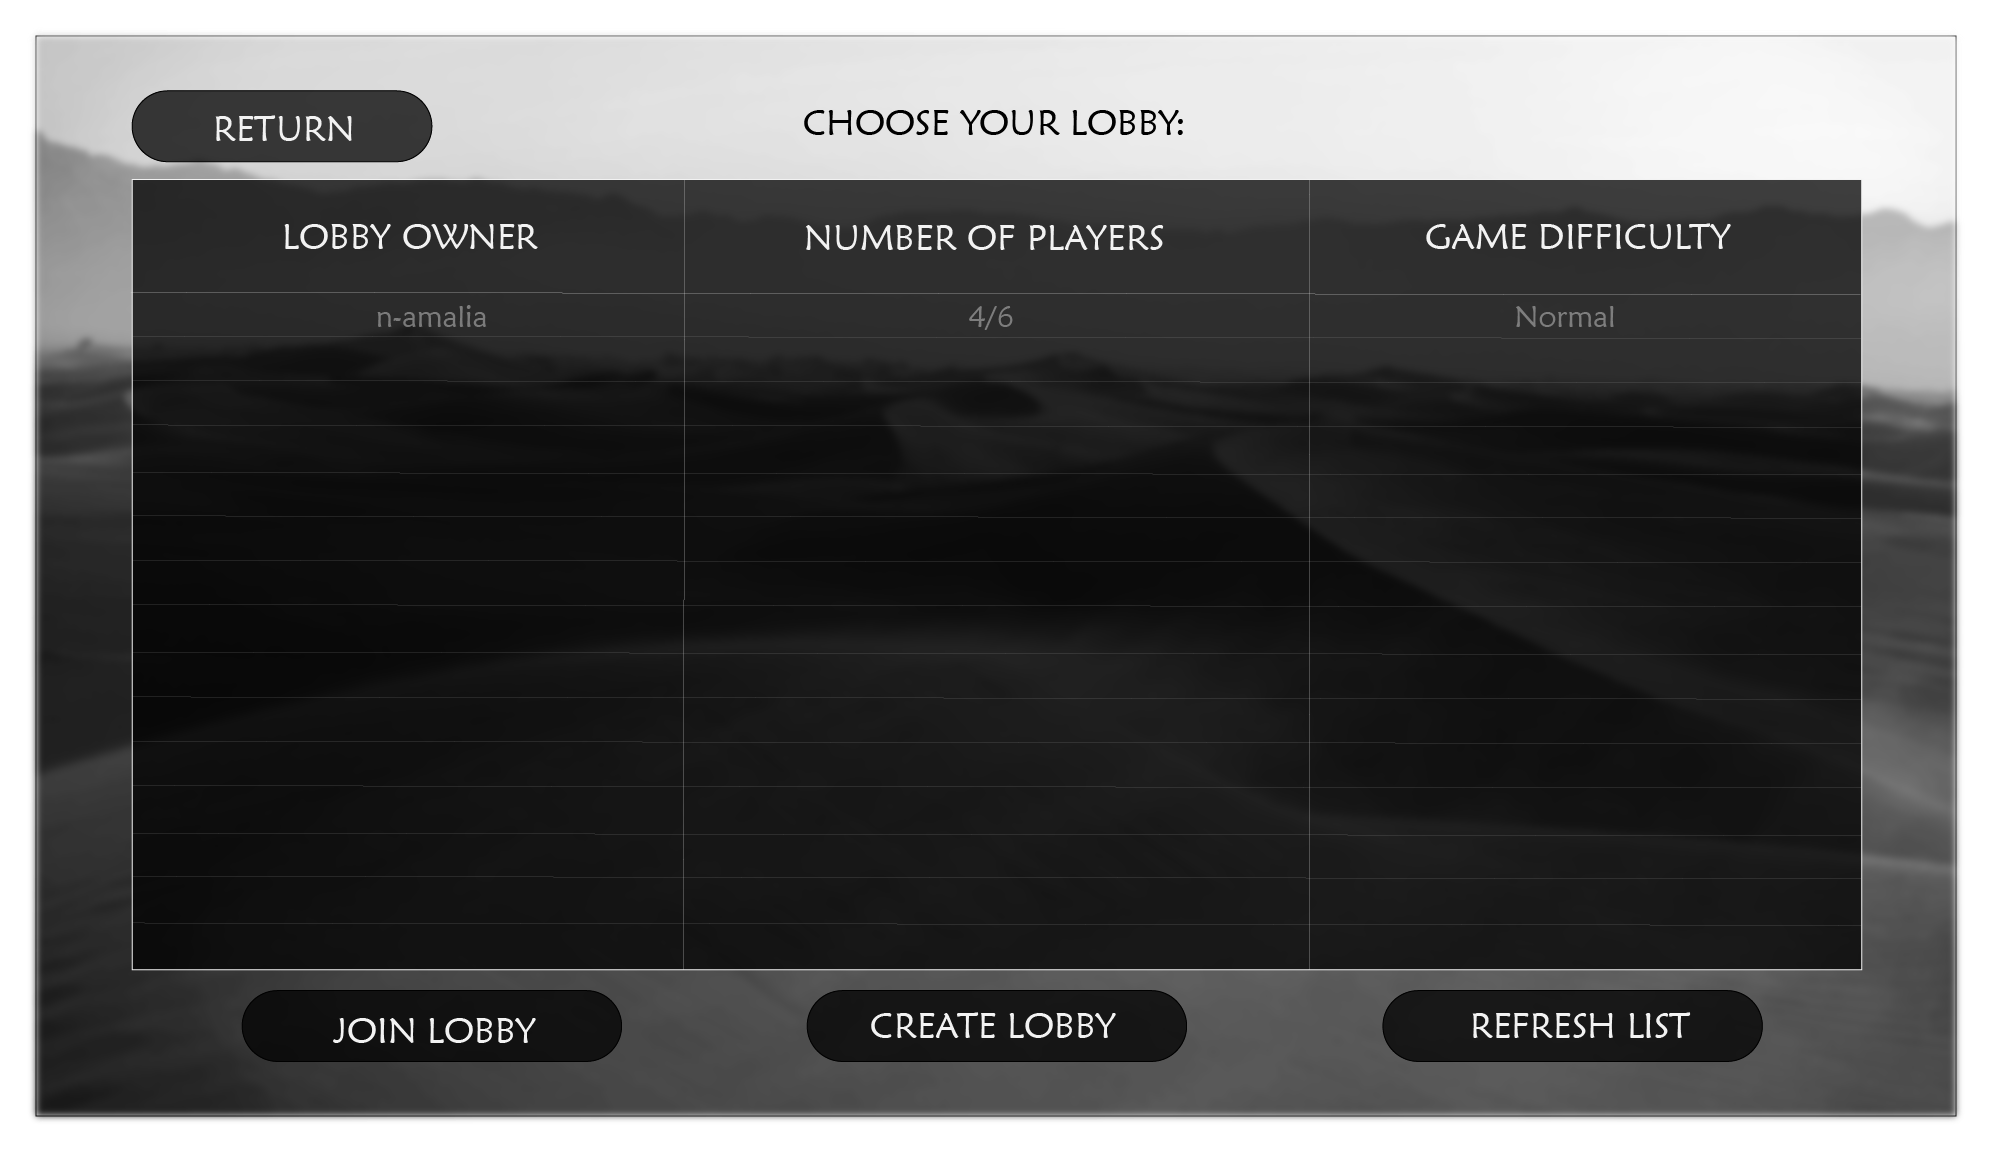 RETURN
CHOOSE YOUR LOBBY:
LOBBY OWNER NUMBER OF PLAYERS GAME DIFFICULTY
n-amalia 4/6 Normal
JOIN LOBBY CREATE LOBBY REFRESH LIST